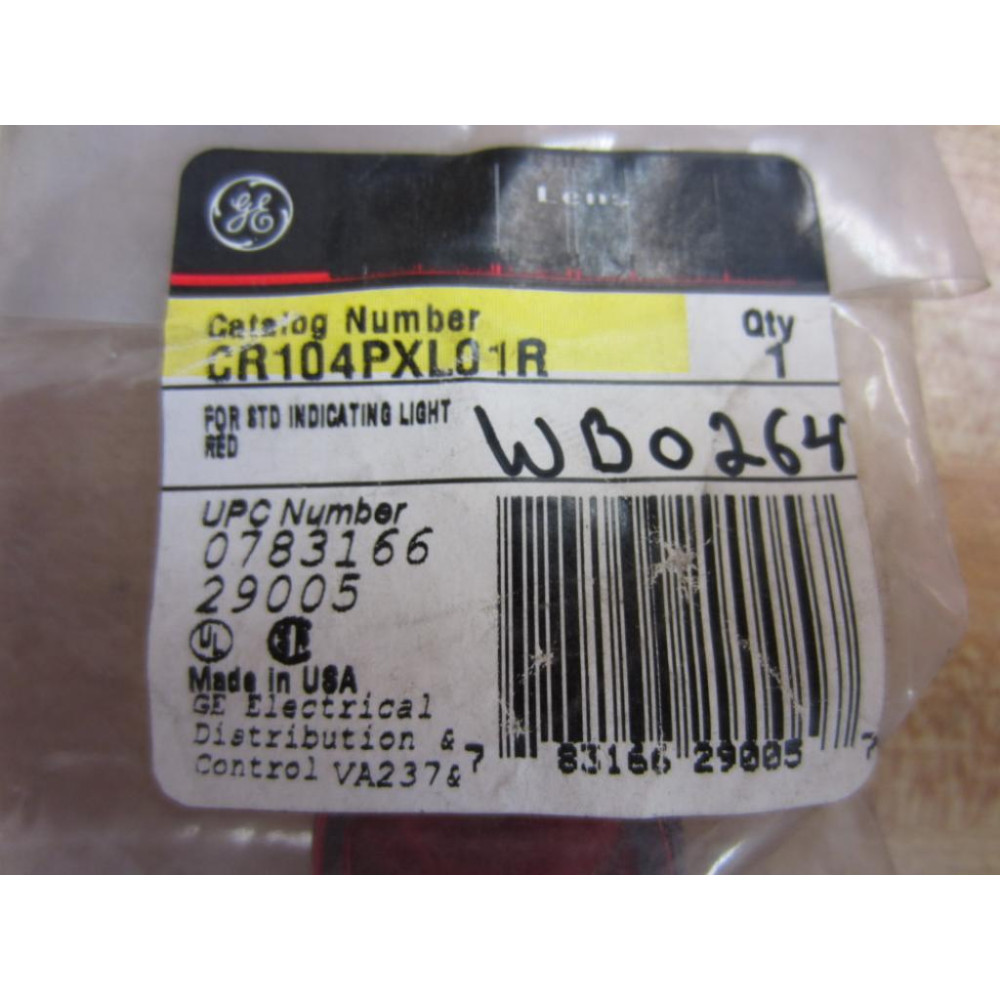 GE
Lens
Catalog Number
CR104PXL01R
Qty
1
FOR STD INDICATING LIGHT
RED
WB0264
UPC Number
0783166
29005
UL
Made in USA
GE Electrical
Distribution &
Control VA237&
7 83166 29005 7